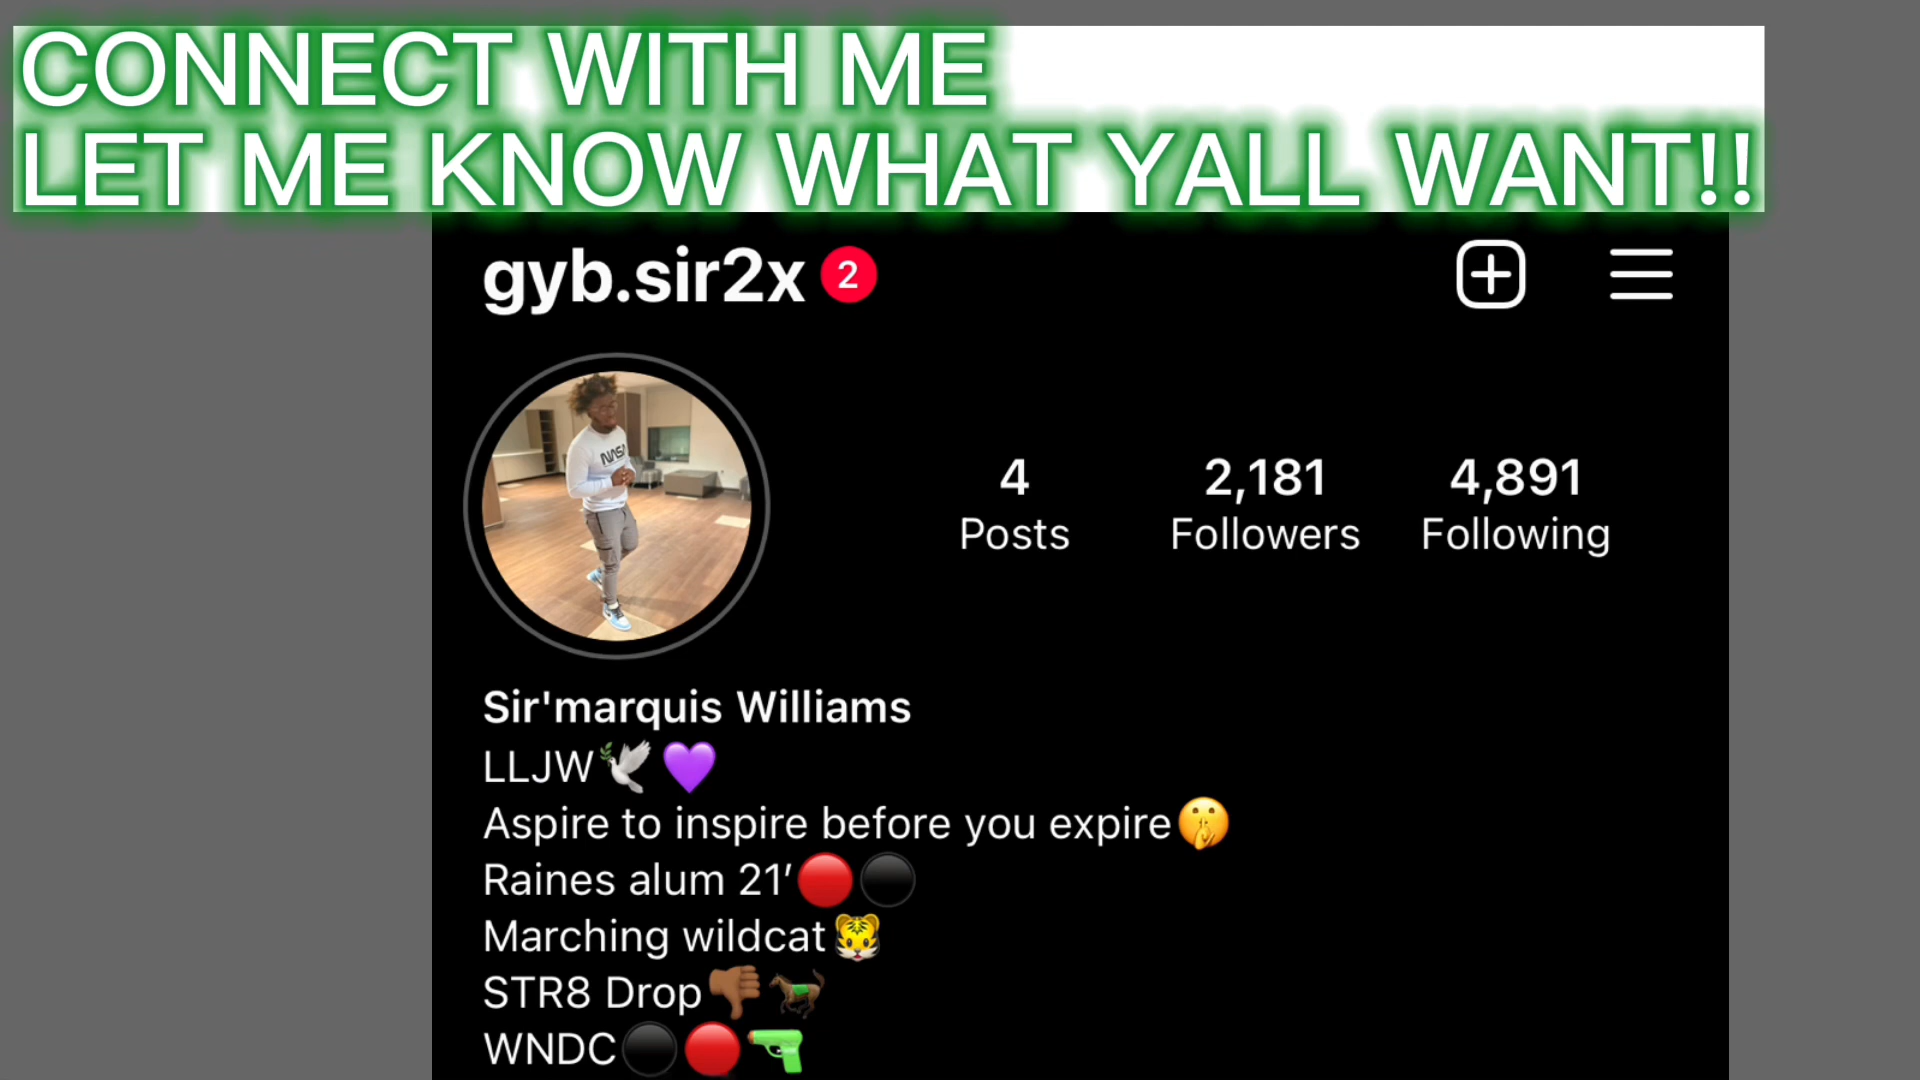 CONNECT WITH ME
LET ME KNOW WHAT YALL WANT!!
gyb.sir2x 2
NASA
4 2,181 4,891
Posts Followers Following
Sir'marquis Williams
LLJW🕊️💜
Aspire to inspire before you expire🤫
Raines alum 21’🔴⚫
Marching wildcat🐯
STR8 Drop👎🏾🐎
WNDC⚫🔴🔫